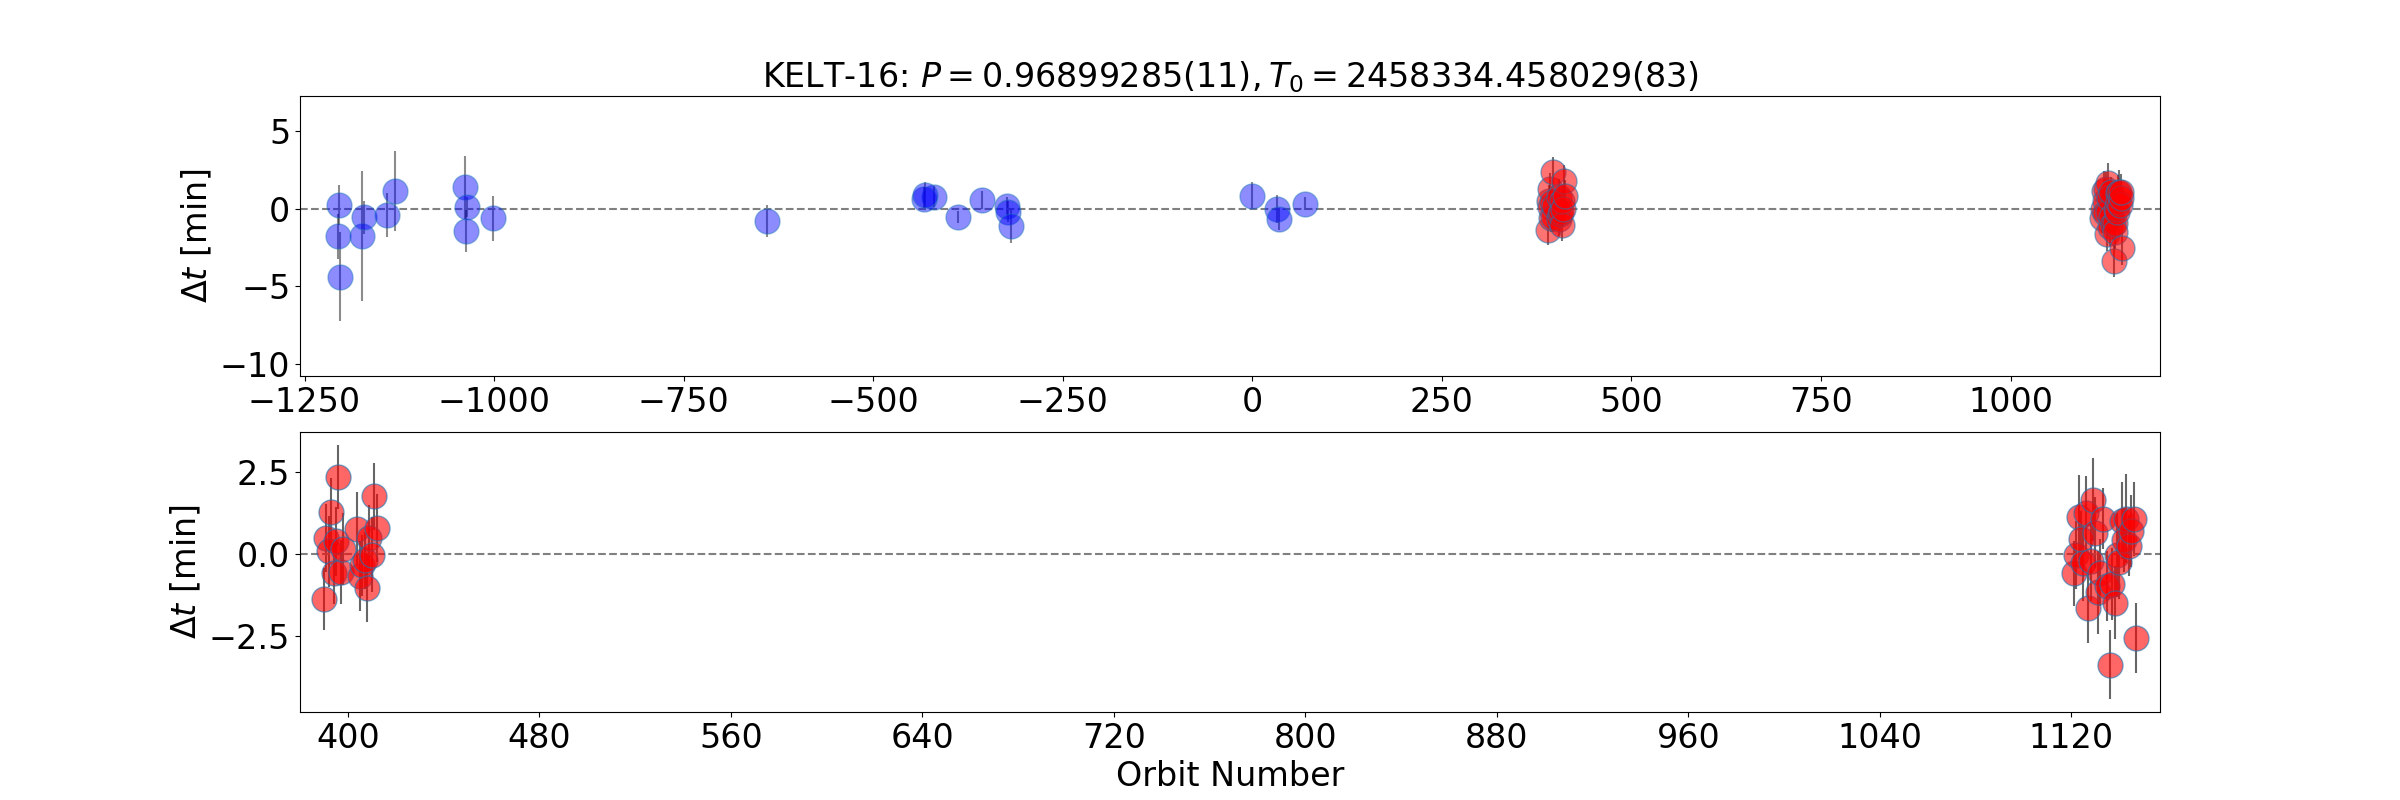 KELT-16: P = 0.96899285(11), T₀ = 2458334.458029(83)
Δt [min]
5
0
−5
−10
−1250 −1000 −750 −500 −250 0 250 500 750 1000
Δt [min]
2.5
0.0
−2.5
400 480 560 640 720 800 880 960 1040 1120
Orbit Number